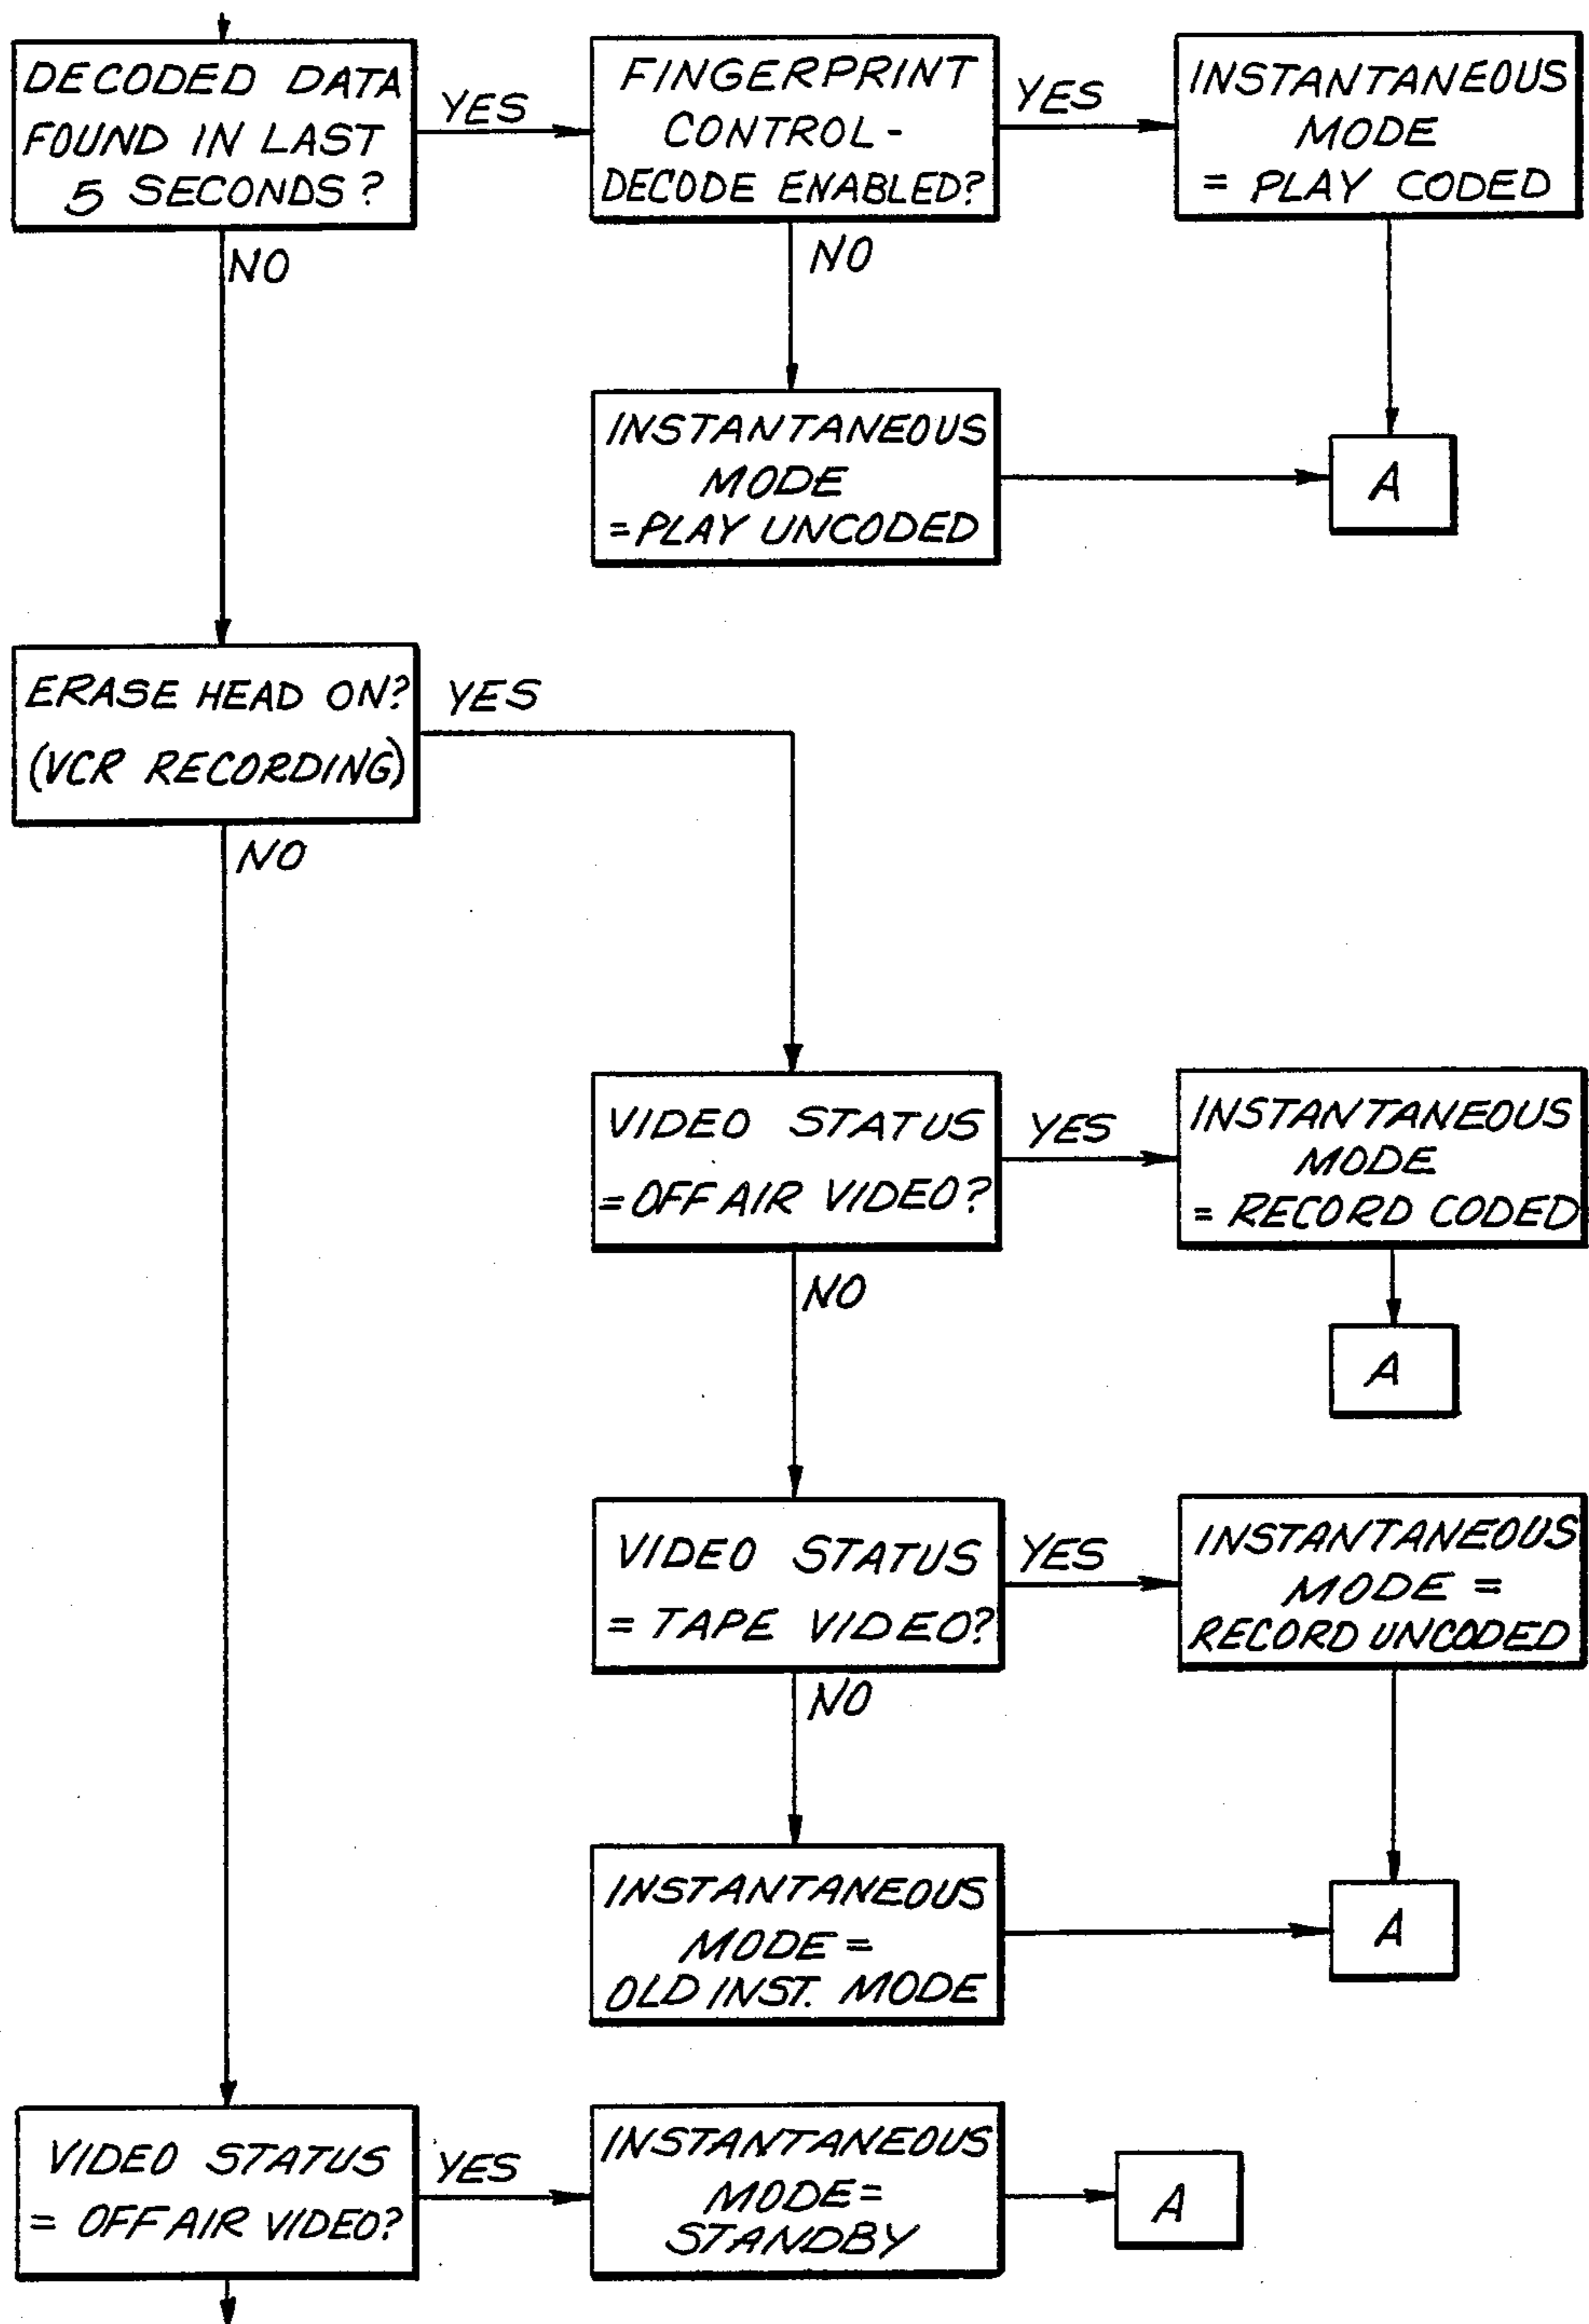 DECODED DATA
FOUND IN LAST
5 SECONDS?
YES
FINGERPRINT
CONTROL-
DECODE ENABLED?
YES
INSTANTANEOUS
MODE
= PLAY CODED
NO
NO
INSTANTANEOUS
MODE
= PLAY UNCODED
A
ERASE HEAD ON?
(VCR RECORDING)
YES
NO
VIDEO STATUS
= OFF AIR VIDEO?
YES
INSTANTANEOUS
MODE
= RECORD CODED
NO
A
VIDEO STATUS
= TAPE VIDEO?
YES
INSTANTANEOUS
MODE =
RECORD UNCODED
NO
INSTANTANEOUS
MODE =
OLD INST. MODE
A
VIDEO STATUS
= OFF AIR VIDEO?
YES
INSTANTANEOUS
MODE =
STANDBY
A